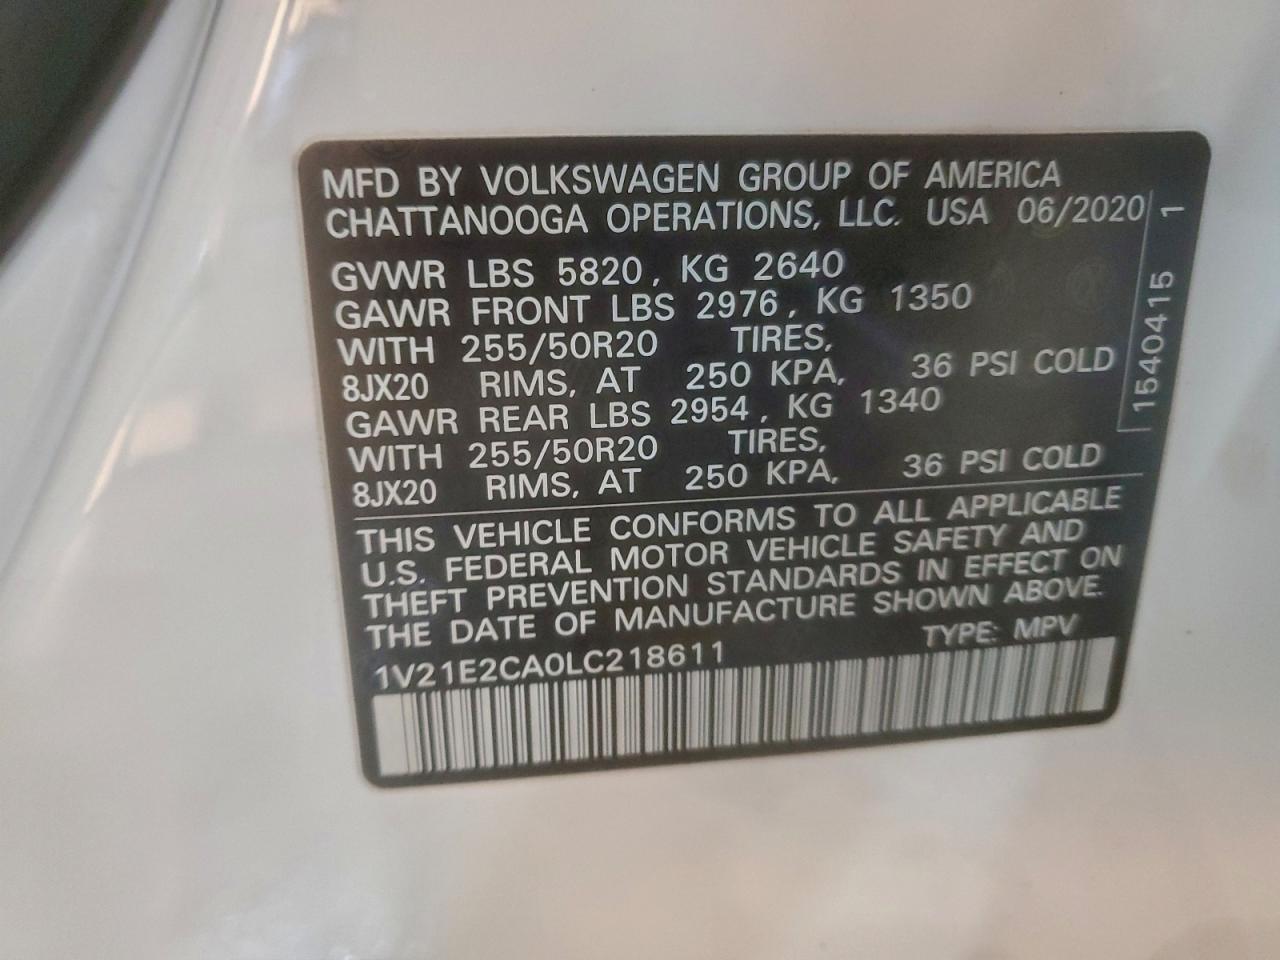 MFD BY VOLKSWAGEN GROUP OF AMERICA
CHATTANOOGA OPERATIONS, LLC. USA 06/2020
GVWR LBS 5820, KG 2640
GAWR FRONT LBS 2976, KG 1350
WITH 255/50R20 TIRES,
8JX20 RIMS, AT 250 KPA, 36 PSI COLD
GAWR REAR LBS 2954, KG 1340
WITH 255/50R20 TIRES,
8JX20 RIMS, AT 250 KPA, 36 PSI COLD
THIS VEHICLE CONFORMS TO ALL APPLICABLE
U.S. FEDERAL MOTOR VEHICLE SAFETY AND
THEFT PREVENTION STANDARDS IN EFFECT ON
THE DATE OF MANUFACTURE SHOWN ABOVE.
1V21E2CA0LC218611 TYPE: MPV
1540415 1